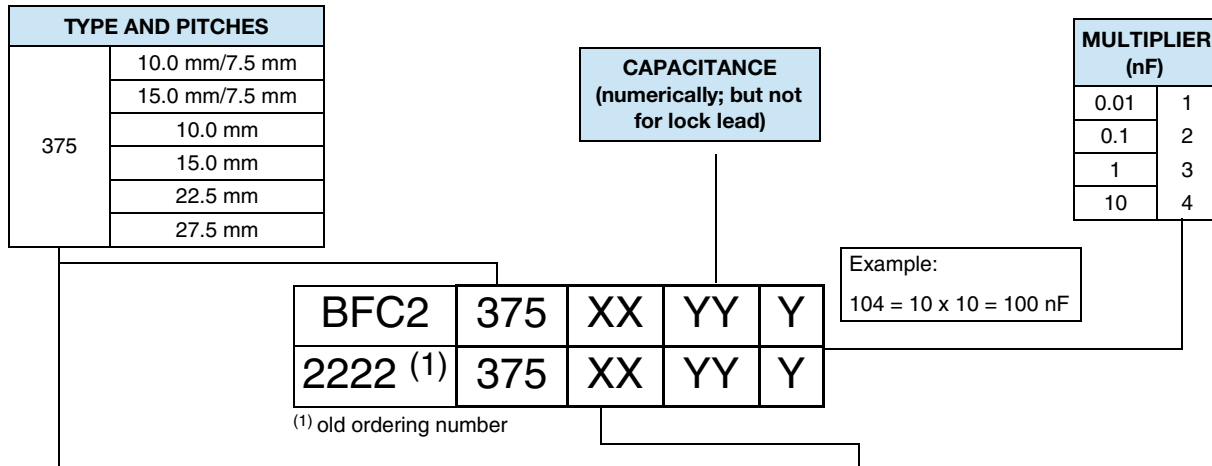 TYPE AND PITCHES
375
10.0 mm/7.5 mm
15.0 mm/7.5 mm
10.0 mm
15.0 mm
22.5 mm
27.5 mm
CAPACITANCE
(numerically; but not
for lock lead)
MULTIPLIER
(nF)
0.01 1
0.1 2
1 3
10 4
Example:
104 = 10 x 10 = 100 nF
BFC2 375 XX YY Y
2222 (1) 375 XX YY Y
(1) old ordering number